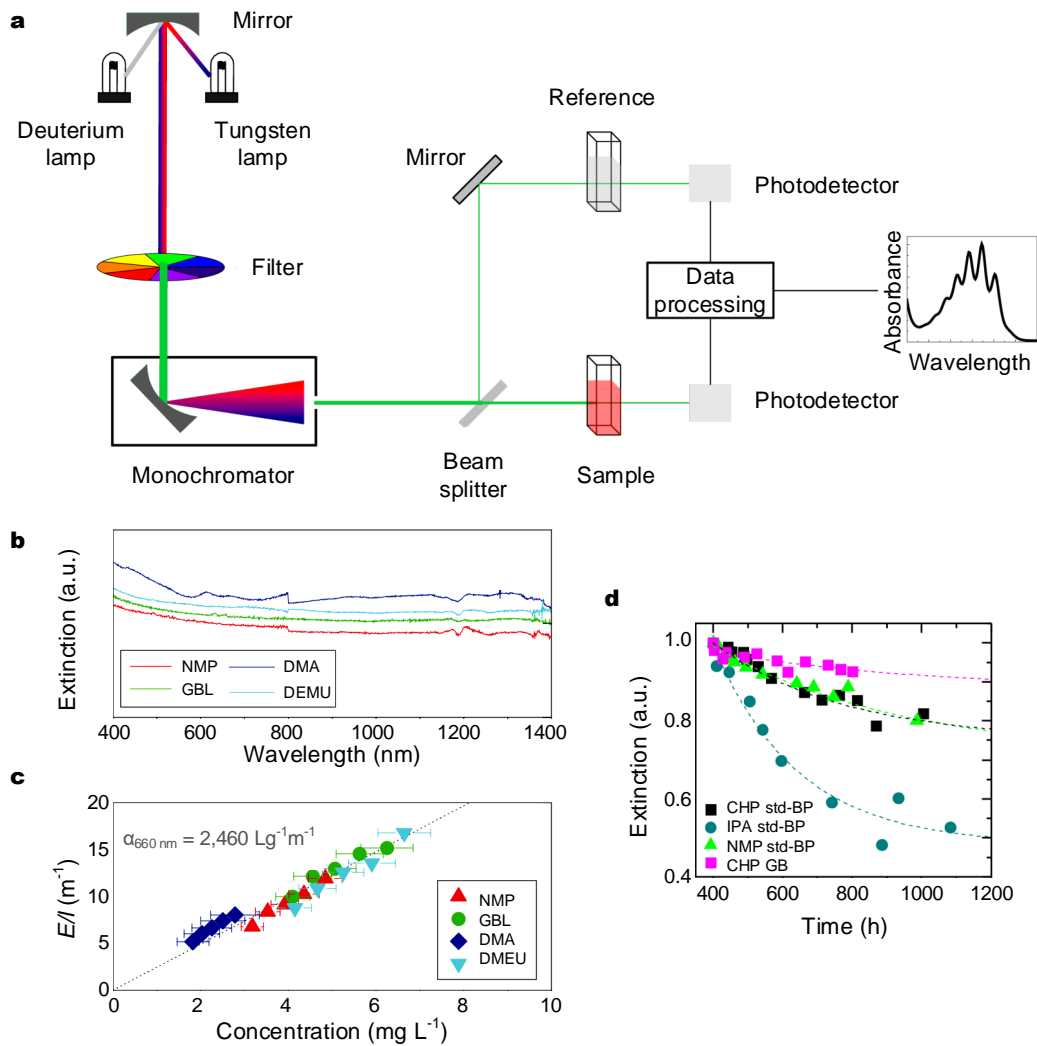 a
Mirror
Deuterium
lamp
Tungsten
lamp
Filter
Monochromator
Mirror
Reference
Photodetector
Data
processing
Absorbance
Wavelength
Beam
splitter
Sample
Photodetector
b
Extinction (a.u.)
NMP
DMA
GBL
DEMU
400
600
800
1000
1200
1400
Wavelength (nm)
c
E/l (m⁻¹)
20
15
10
5
0
α660 nm = 2,460 Lg⁻¹m⁻¹
NMP
GBL
DMA
DMEU
0
2
4
6
8
10
Concentration (mg L⁻¹)
d
Extinction (a.u.)
1.0
0.8
0.6
0.4
CHP std-BP
IPA std-BP
NMP std-BP
CHP GB
400
600
800
1000
1200
Time (h)